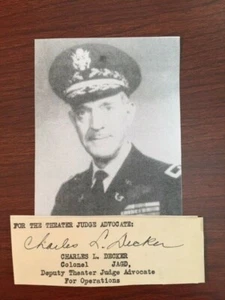 FOR THE THEATER JUDGE ADVOCATE:
Charles L. Decker
CHARLES L. DECKER
Colonel JAGD,
Deputy Theater Judge Advocate
For Operations